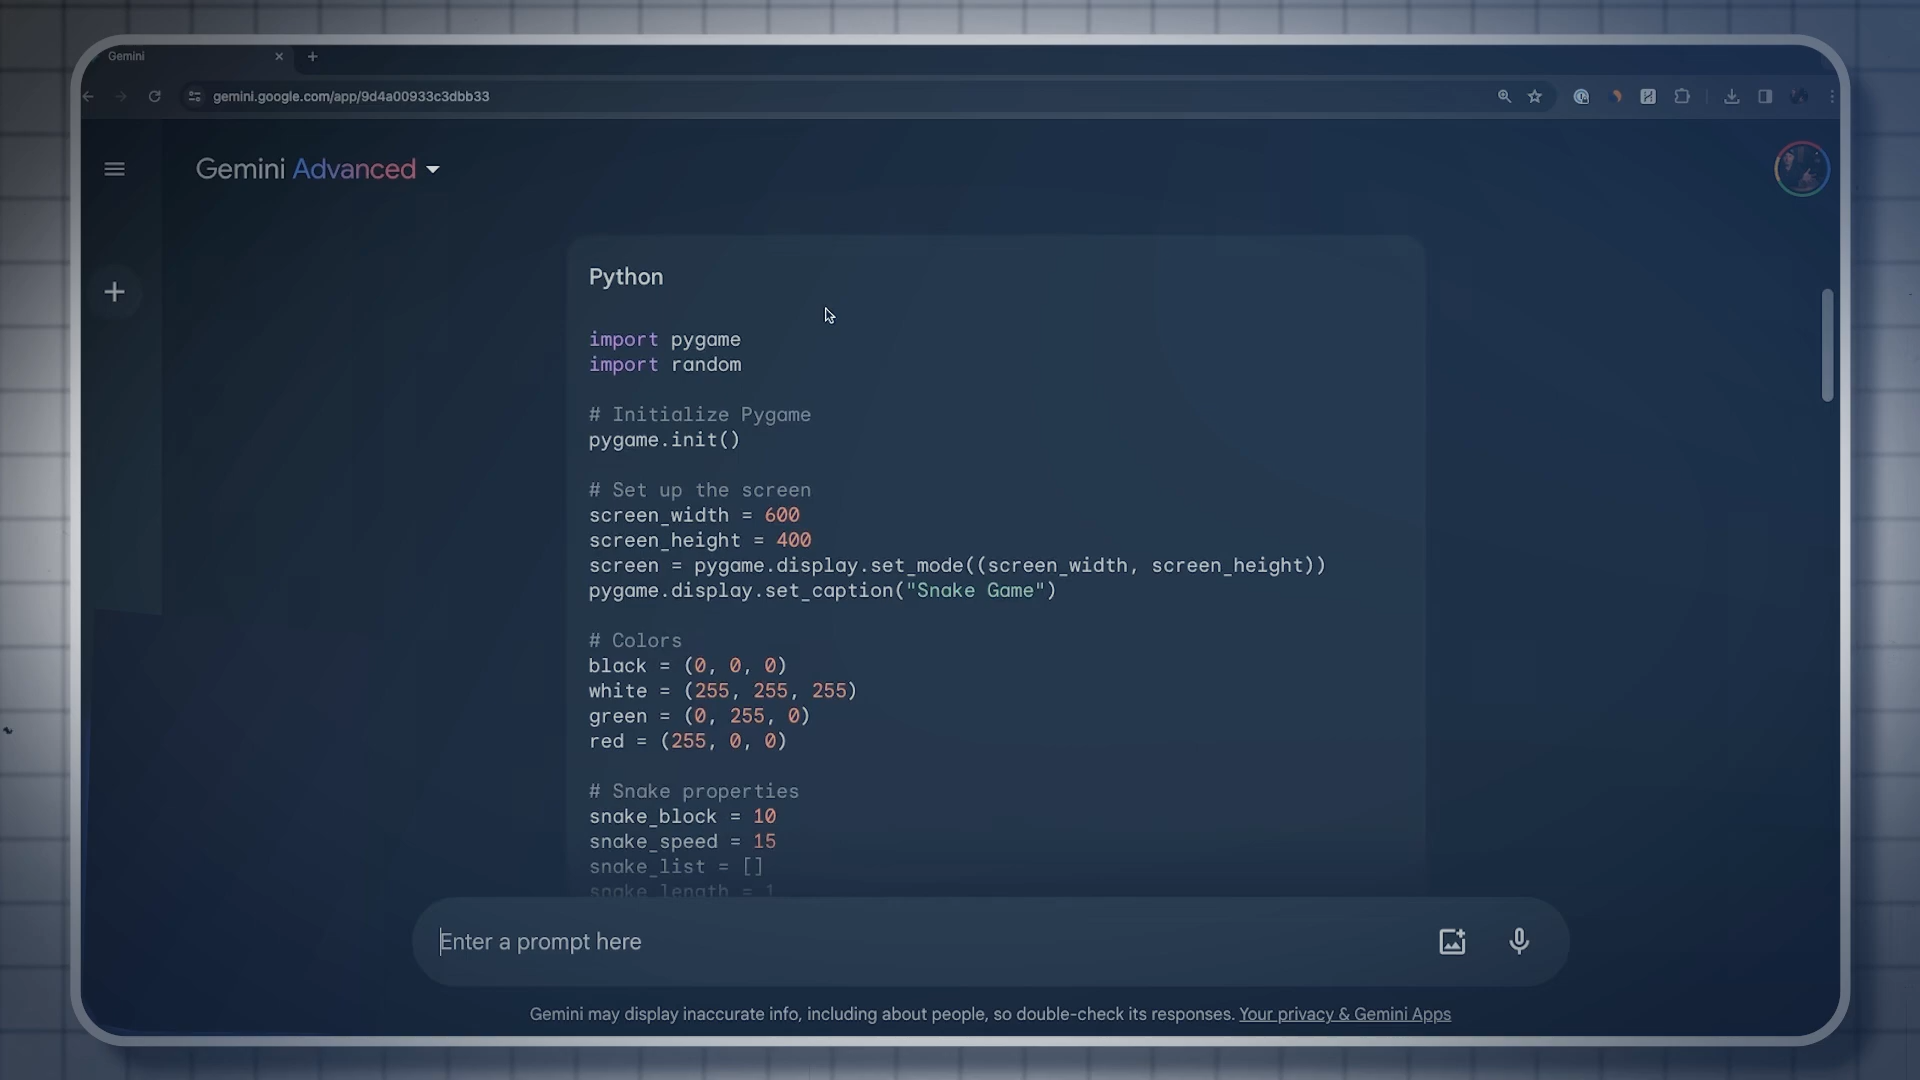 Gemini
gemini.google.com/app/9d4a00933c3dbb33
Gemini Advanced
Python
import pygame
import random
# Initialize Pygame
pygame.init()
# Set up the screen
screen_width = 600
screen_height = 400
screen = pygame.display.set_mode((screen_width, screen_height))
pygame.display.set_caption("Snake Game")
# Colors
black = (0, 0, 0)
white = (255, 255, 255)
green = (0, 255, 0)
red = (255, 0, 0)
# Snake properties
snake_block = 10
snake_speed = 15
snake_list = []
snake_length = 1
Enter a prompt here
Gemini may display inaccurate info, including about people, so double-check its responses. Your privacy & Gemini Apps